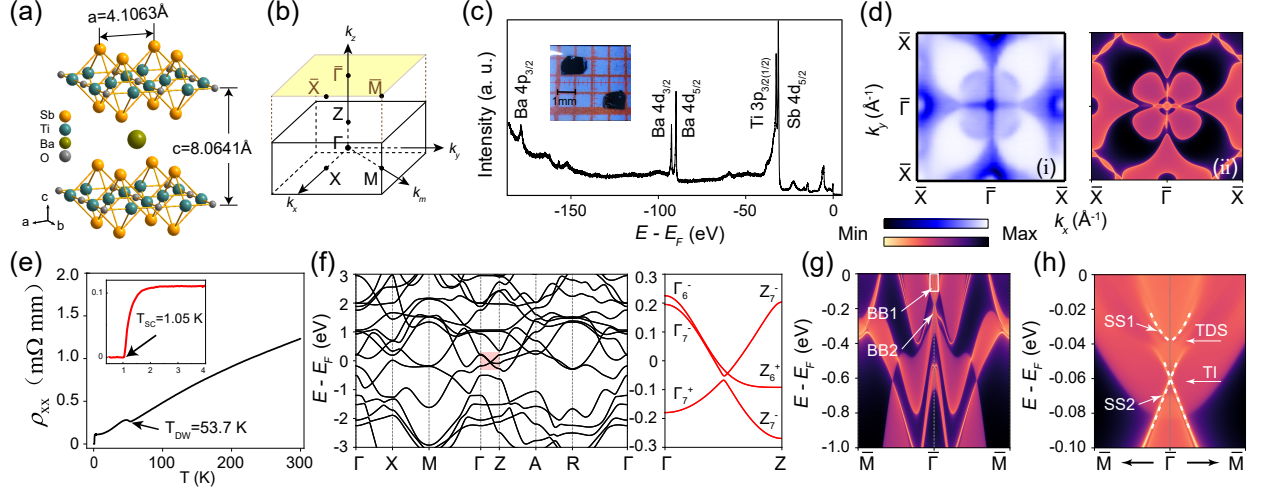 (a)
a=4.1063Å
Sb
Ti
Ba
O
c=8.0641Å
c
a
b
(b)
k_z
Γ̅
X̅
M̅
Z
Γ
k_y
X
M
k_x
k_m
(c)
Intensity (a. u.)
Ba 4p3/2
1mm
Ba 4d3/2
Ba 4d5/2
Ti 3p3/2(1/2)
Sb 4d5/2
-150
-100
-50
0
E - E_F (eV)
(d)
X̅
Γ̅
X̅
k_y (Å⁻¹)
(i)
(ii)
X̅
Γ̅
X̅
X̅
Γ̅
X̅
k_x (Å⁻¹)
Min
Max
(e)
2.0
1.5
1.0
0.5
0
ρxx (mΩ mm)
0.1
0
T_SC=1.05 K
0
1
2
3
4
T_DW=53.7 K
0
100
200
300
T (K)
(f)
3
2
1
0
-1
-2
-3
E - E_F (eV)
Γ
X
M
Γ
Z
A
R
Γ
0.3
0.2
0.1
0
-0.1
-0.2
-0.3
Γ6⁻
Γ7⁻
Γ7⁺
Z7⁻
Z6⁺
Z7⁻
Γ
Z
(g)
0
-0.2
-0.4
-0.6
-0.8
-1.0
E - E_F (eV)
BB1
BB2
M̅
Γ̅
M̅
(h)
0
-0.02
-0.04
-0.06
-0.08
-0.10
E - E_F (eV)
SS1
TDS
TI
SS2
M̅
Γ̅
M̅